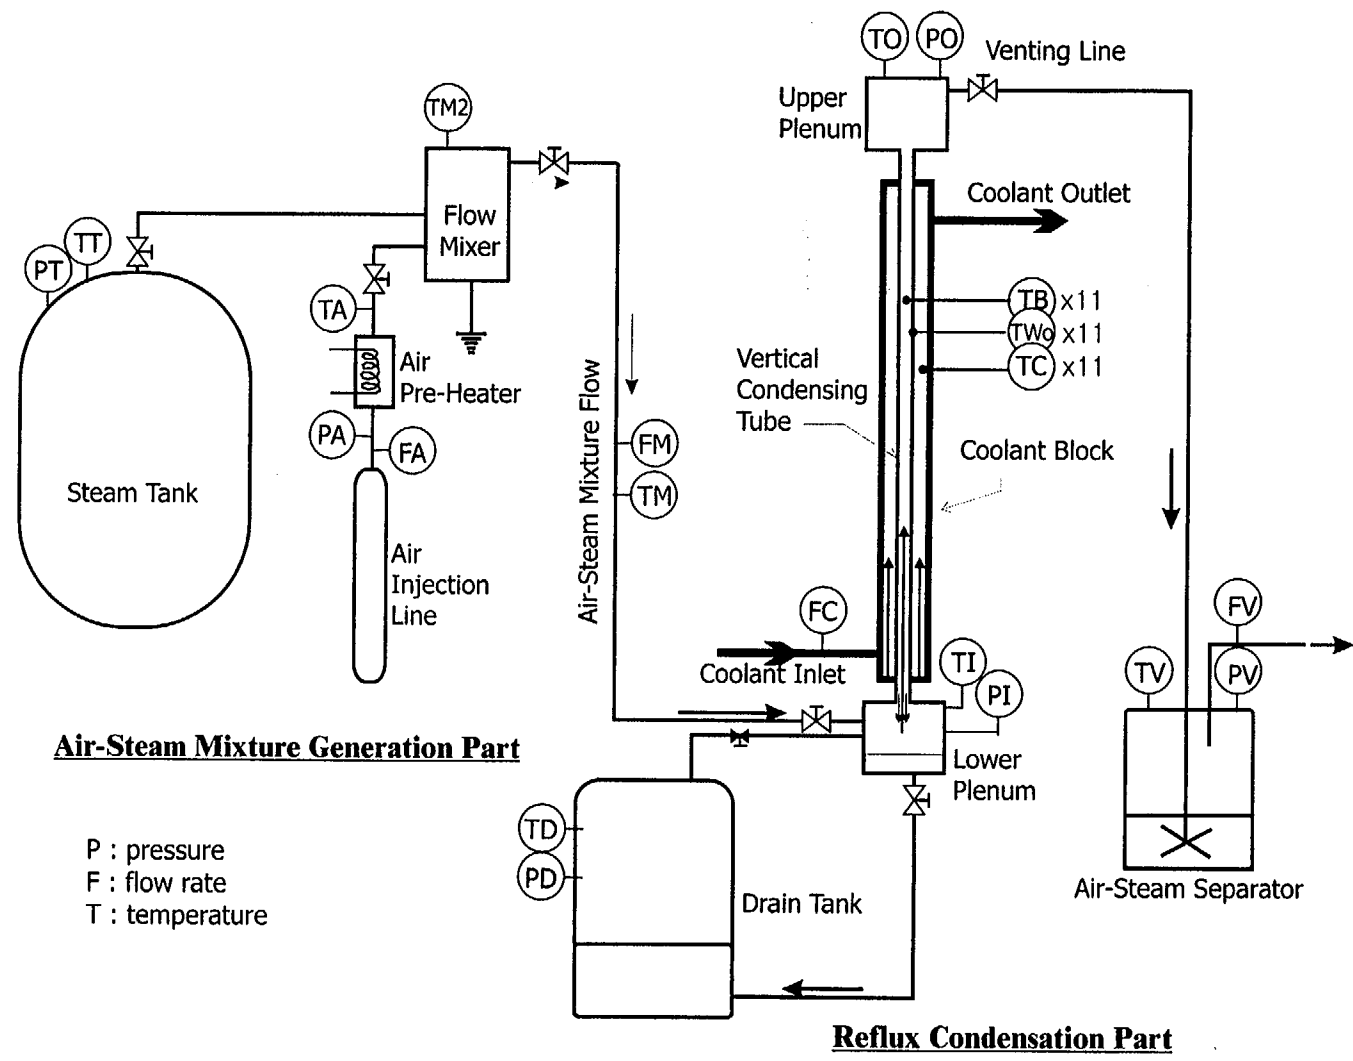 TO
PO
Venting Line
Upper
Plenum
TM2
Coolant Outlet
Flow
Mixer
TT
PT
TA
TB x11
TWo x11
TC x11
Air
Pre-Heater
Vertical
Condensing
Tube
Air-Steam Mixture Flow
PA
FA
FM
TM
Coolant Block
Steam Tank
Air
Injection
Line
FC
FV
Coolant Inlet
TI
PI
TV
PV
Air-Steam Mixture Generation Part
Lower
Plenum
TD
PD
P : pressure
F : flow rate
T : temperature
Drain Tank
Air-Steam Separator
Reflux Condensation Part